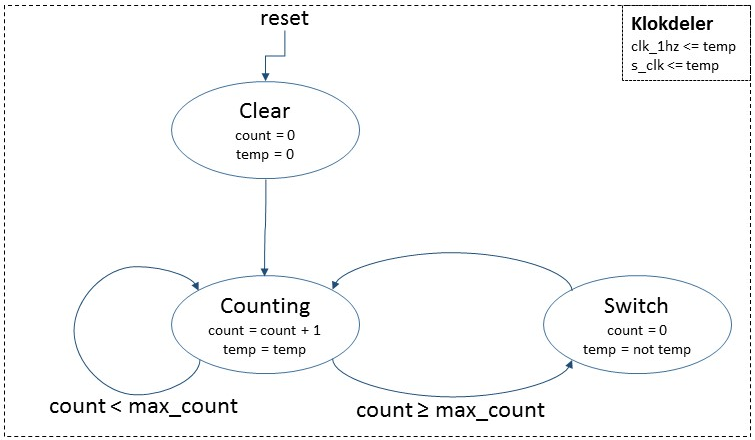 reset
Klokdeler
clk_1hz <= temp
s_clk <= temp
Clear
count = 0
temp = 0
Counting
count = count + 1
temp = temp
Switch
count = 0
temp = not temp
count < max_count
count ≥ max_count